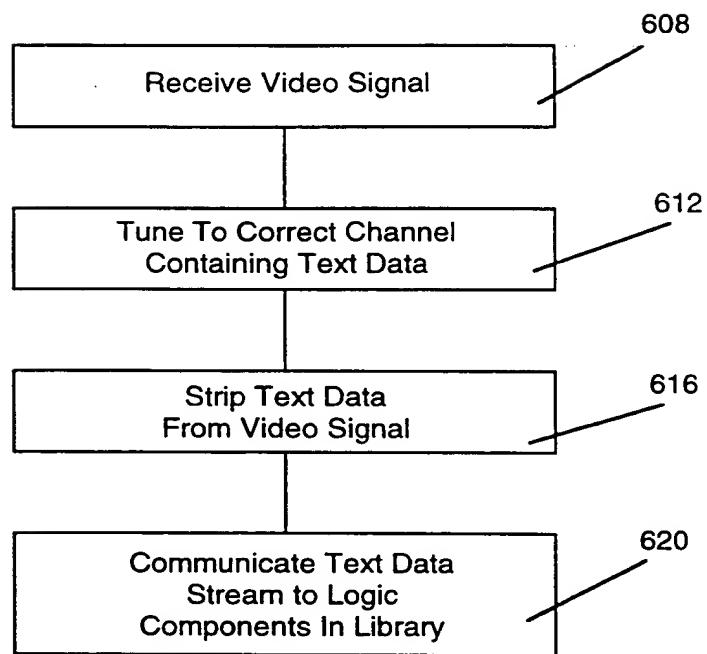 608
Receive Video Signal
612
Tune To Correct Channel
Containing Text Data
616
Strip Text Data
From Video Signal
620
Communicate Text Data
Stream to Logic
Components In Library